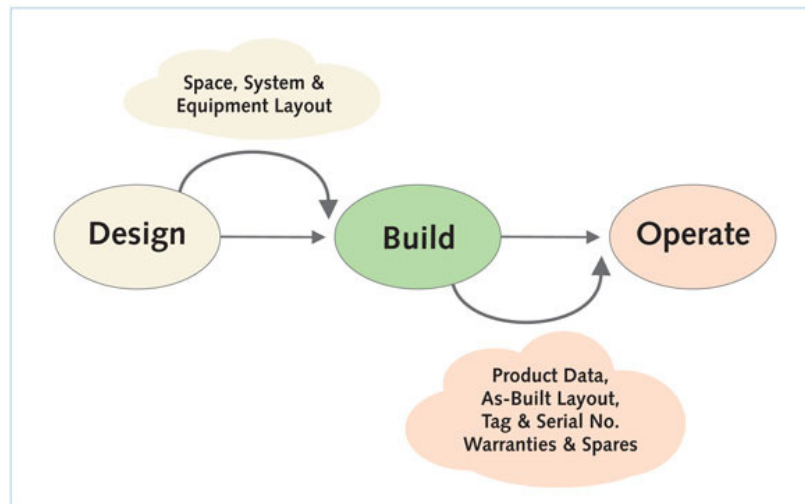 Space, System &
Equipment Layout
Design
Build
Operate
Product Data,
As-Built Layout,
Tag & Serial No.
Warranties & Spares